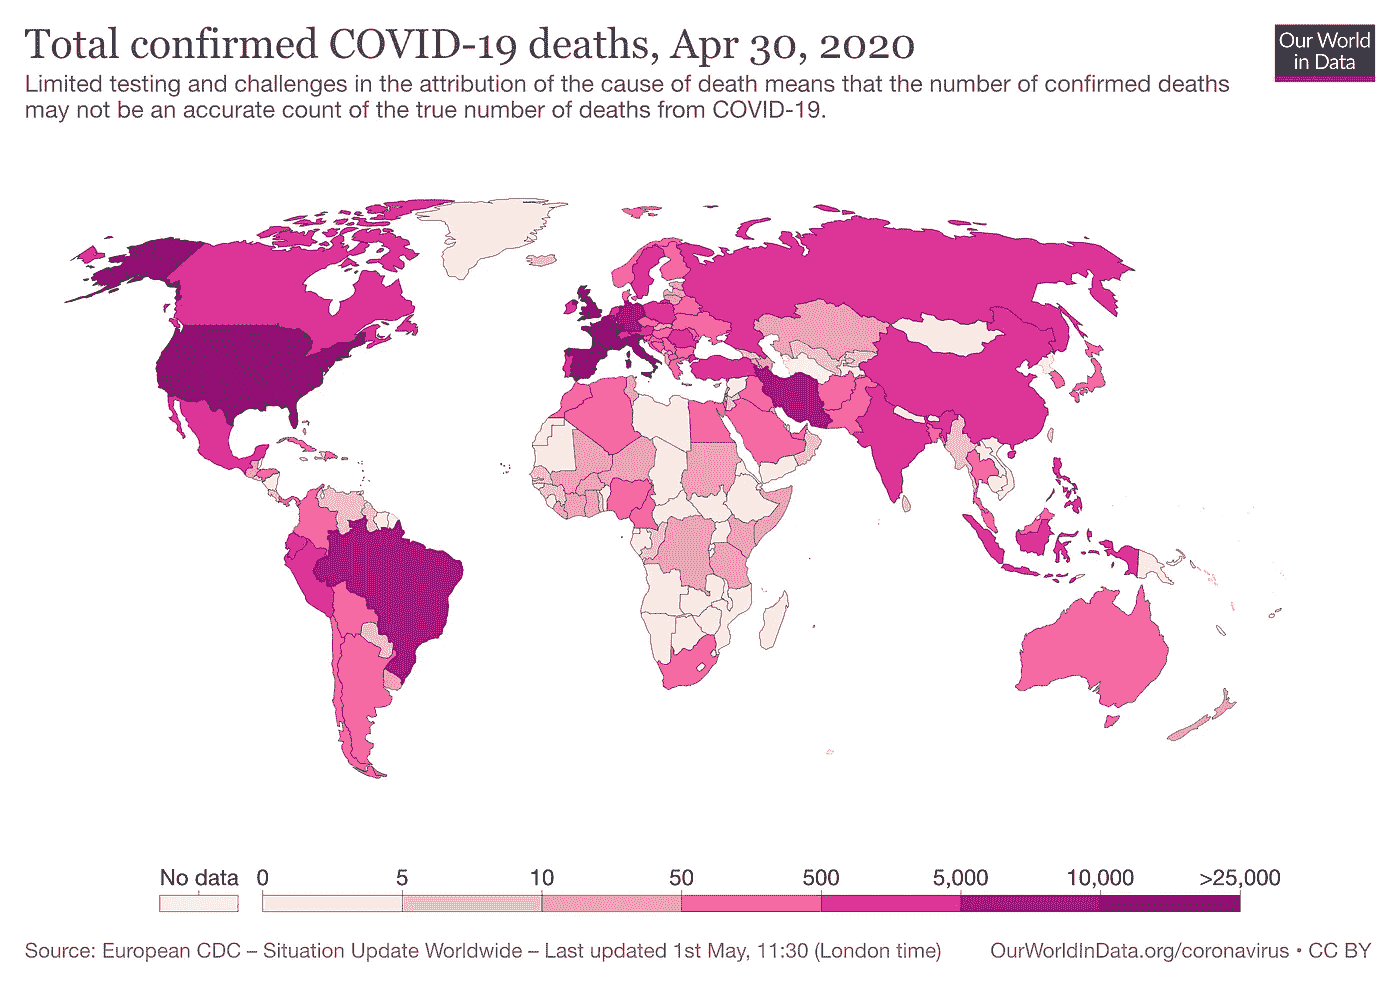 Total confirmed COVID-19 deaths, Apr 30, 2020
Our World
in Data
Limited testing and challenges in the attribution of the cause of death means that the number of confirmed deaths
may not be an accurate count of the true number of deaths from COVID-19.
No data 0 5 10 50 500 5,000 10,000 >25,000
Source: European CDC – Situation Update Worldwide – Last updated 1st May, 11:30 (London time)
OurWorldInData.org/coronavirus • CC BY